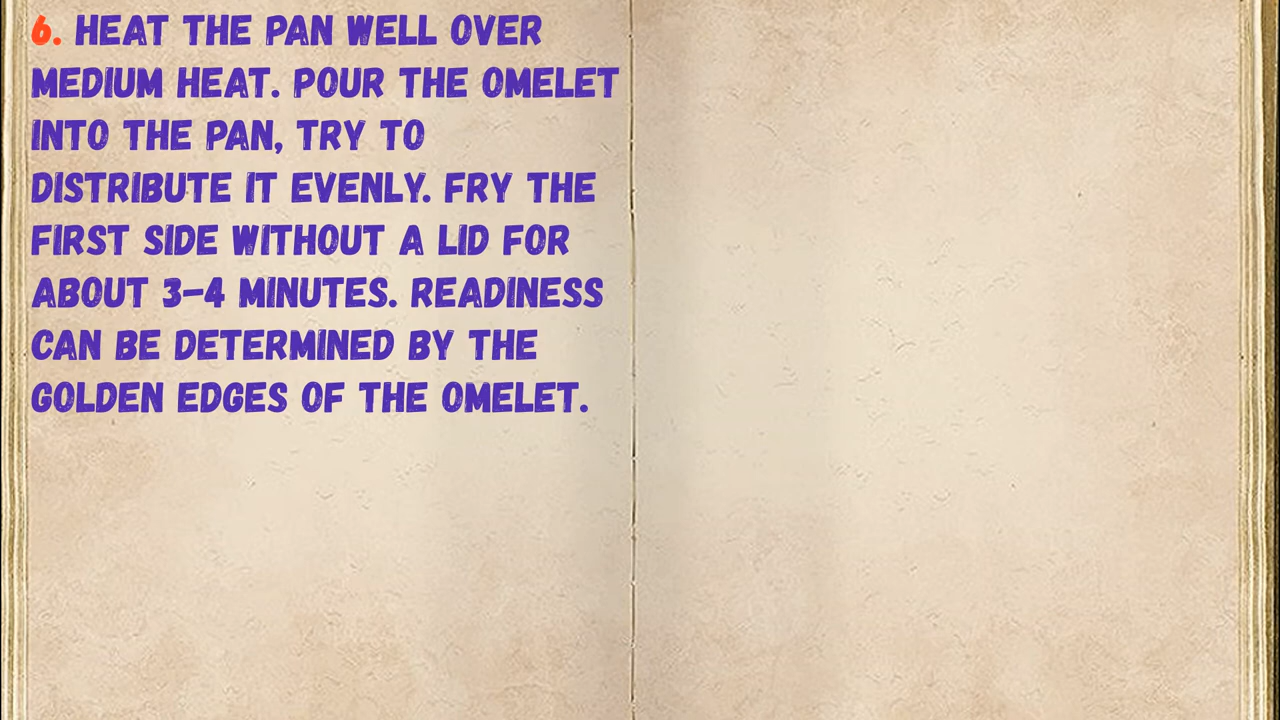 6. HEAT THE PAN WELL OVER
MEDIUM HEAT. POUR THE OMELET
INTO THE PAN, TRY TO
DISTRIBUTE IT EVENLY. FRY THE
FIRST SIDE WITHOUT A LID FOR
ABOUT 3-4 MINUTES. READINESS
CAN BE DETERMINED BY THE
GOLDEN EDGES OF THE OMELET.